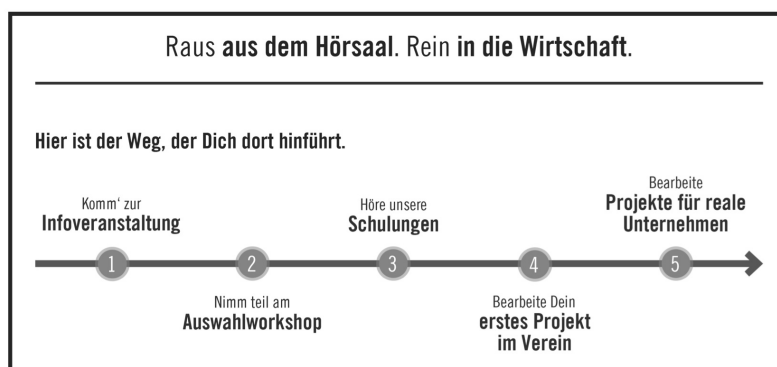 Raus aus dem Hörsaal. Rein in die Wirtschaft.
Hier ist der Weg, der Dich dort hinführt.
Komm‘ zur
Infoveranstaltung
1
2
Nimm teil am
Auswahlworkshop
Höre unsere
Schulungen
3
4
Bearbeite Dein
erstes Projekt
im Verein
Bearbeite
Projekte für reale
Unternehmen
5